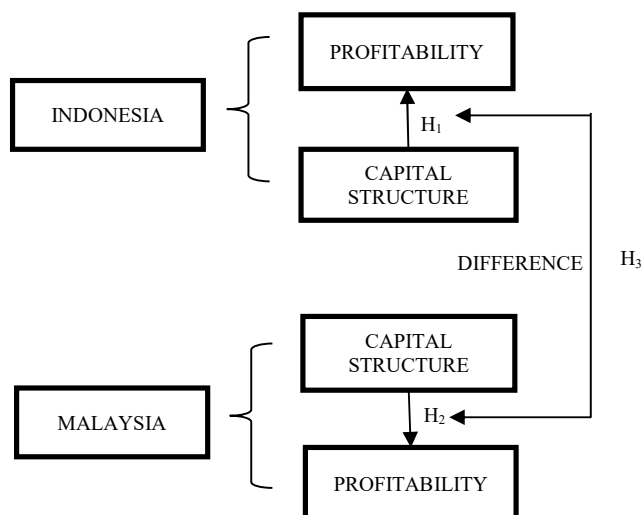 PROFITABILITY
INDONESIA
H₁
CAPITAL
STRUCTURE
DIFFERENCE
H₃
CAPITAL
STRUCTURE
MALAYSIA
H₂
PROFITABILITY